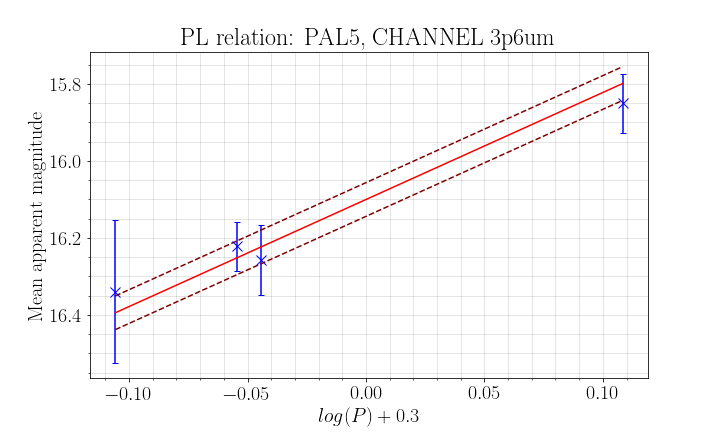 PL relation: PAL5, CHANNEL 3p6um
Mean apparent magnitude
15.8
16.0
16.2
16.4
−0.10 −0.05 0.00 0.05 0.10
log(P) + 0.3